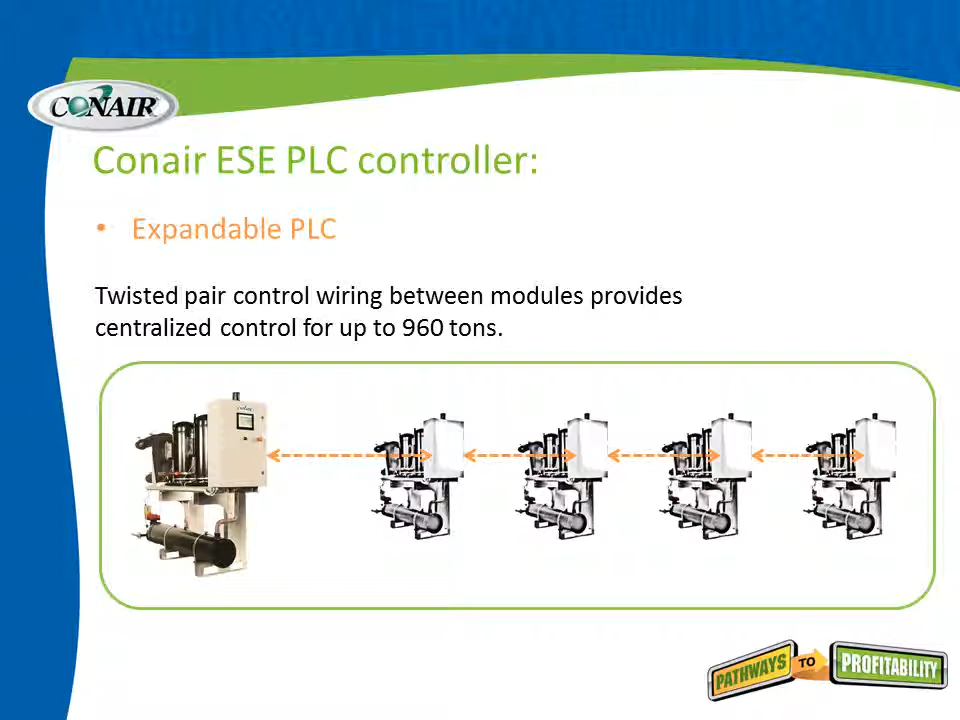 CONAIR
Conair ESE PLC controller:
• Expandable PLC
Twisted pair control wiring between modules provides
centralized control for up to 960 tons.
CONAIR
PATHWAYS TO PROFITABILITY